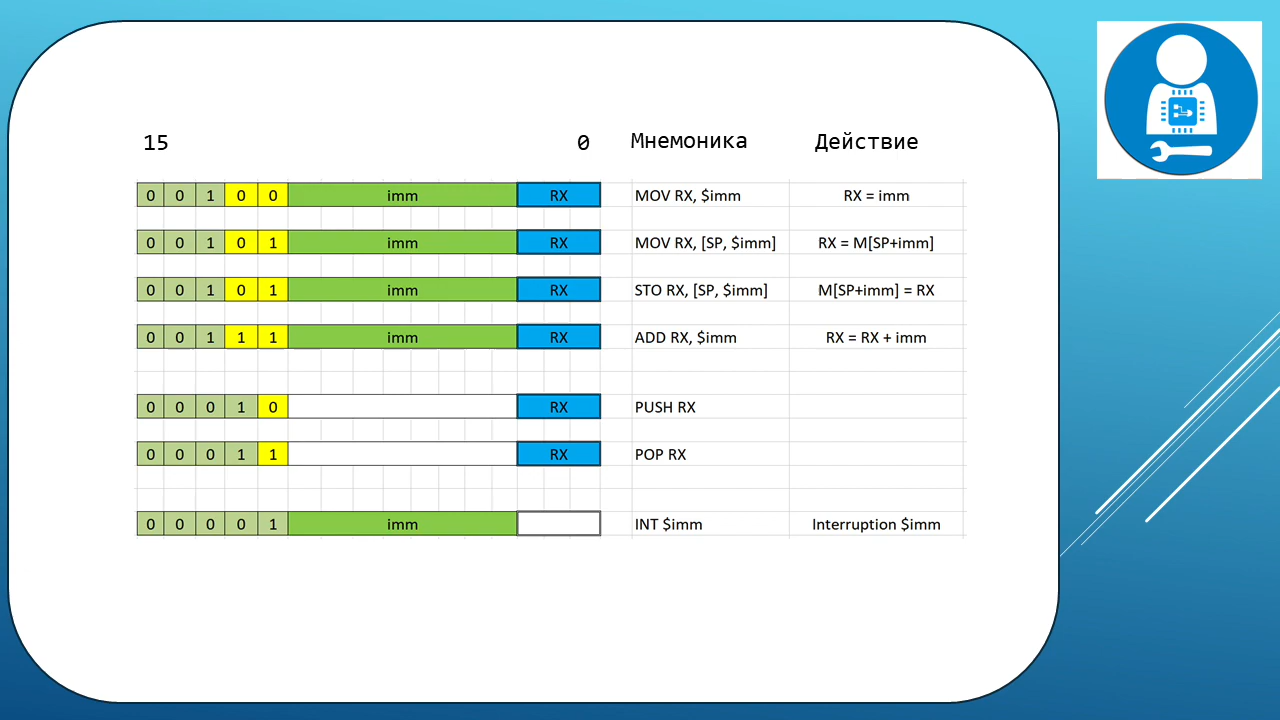 15 0 Мнемоника Действие
0 0 1 0 0 imm RX MOV RX, $imm RX = imm
0 0 1 0 1 imm RX MOV RX, [SP, $imm] RX = M[SP+imm]
0 0 1 0 1 imm RX STO RX, [SP, $imm] M[SP+imm] = RX
0 0 1 1 1 imm RX ADD RX, $imm RX = RX + imm
0 0 0 1 0 RX PUSH RX
0 0 0 1 1 RX POP RX
0 0 0 0 1 imm INT $imm Interruption $imm